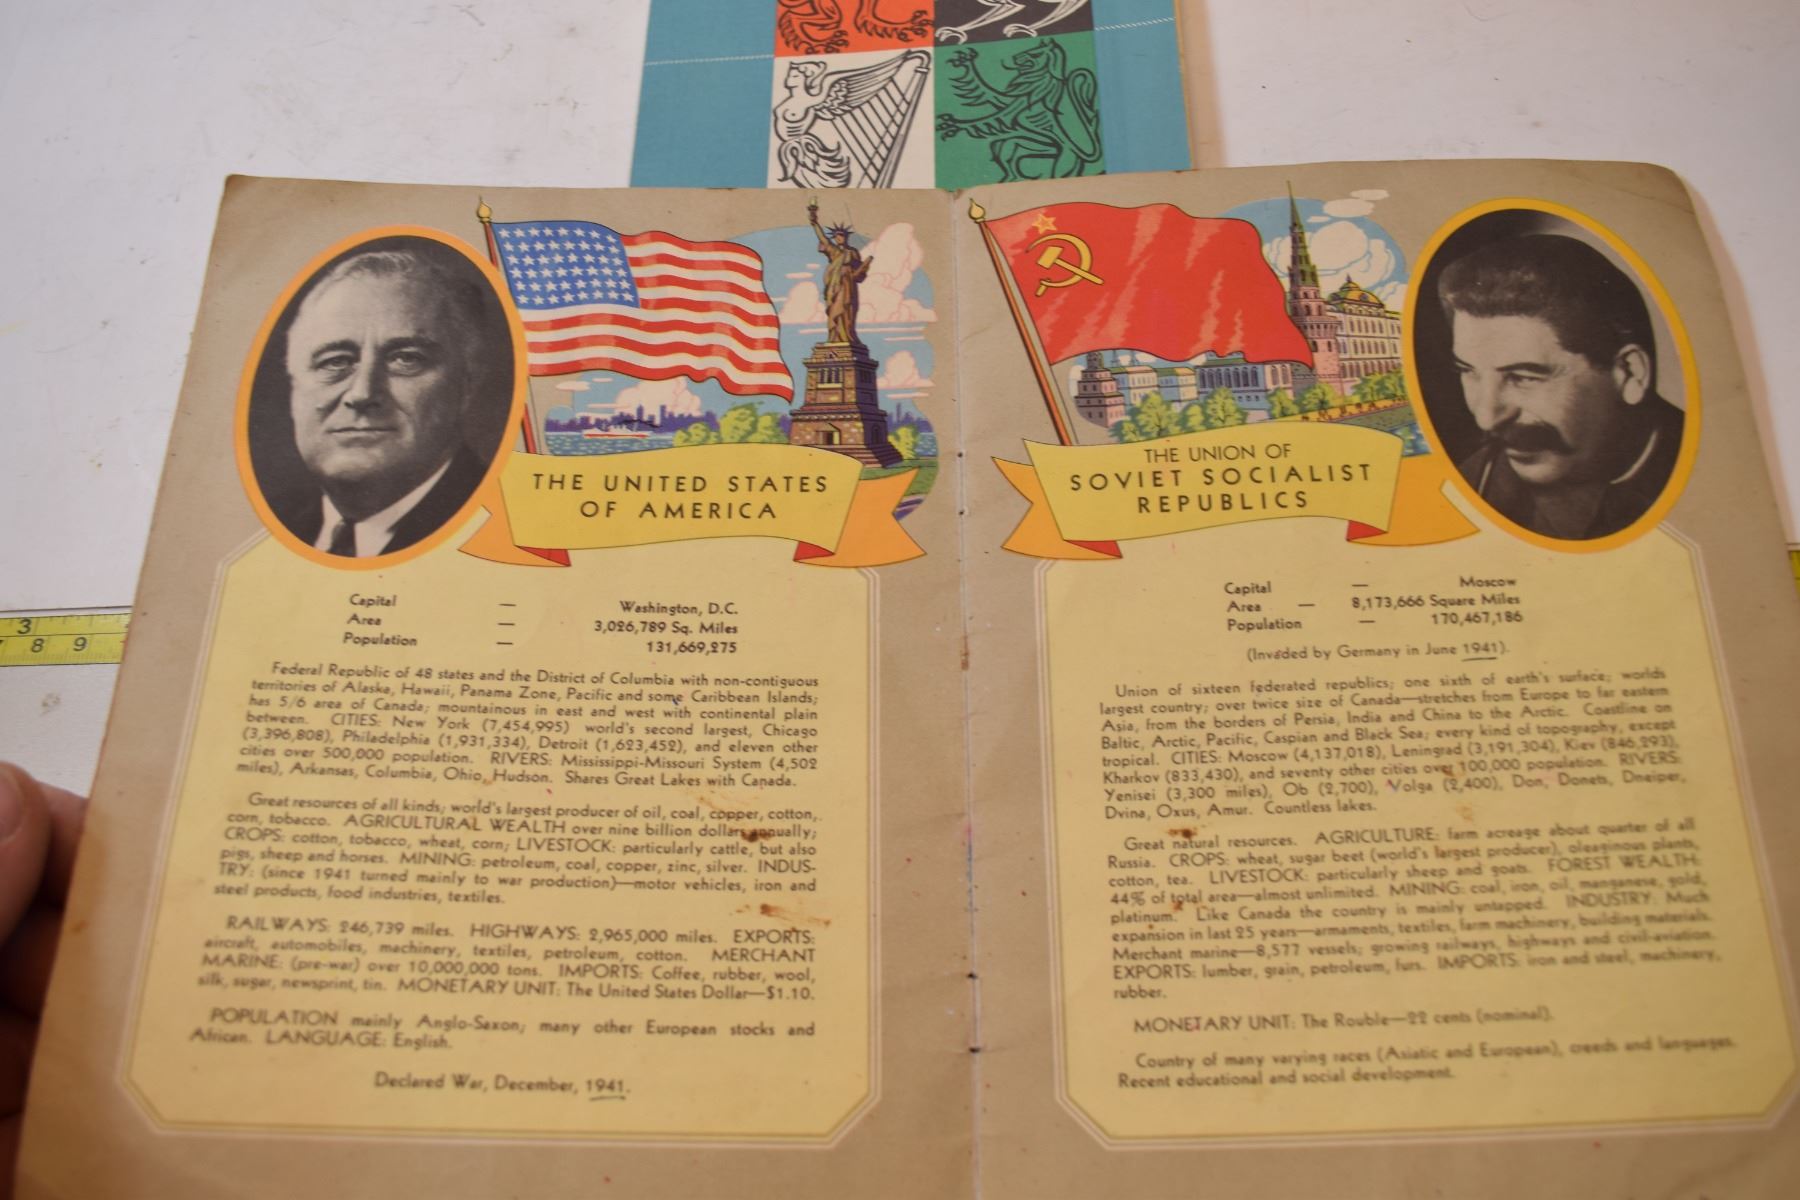 THE UNITED STATES
OF AMERICA
Capital — Washington, D.C.
Area — 3,026,789 Sq. Miles
Population — 131,669,275
Federal Republic of 48 states and the District of Columbia with non-contiguous
territories of Alaska, Hawaii, Panama Zone, Pacific and some Caribbean Islands;
has 5/6 area of Canada; mountainous in east and west with continental plain
between. CITIES: New York (7,454,995) world's second largest, Chicago
(3,396,808), Philadelphia (1,931,334), Detroit (1,623,452), and eleven other
cities over 500,000 population. RIVERS: Mississippi-Missouri System (4,502
miles), Arkansas, Columbia, Ohio, Hudson. Shares Great Lakes with Canada.
Great resources of all kinds; world's largest producer of oil, coal, copper, cotton,
corn, tobacco. AGRICULTURAL WEALTH over nine billion dollars annually;
CROPS: cotton, tobacco, wheat, corn; LIVESTOCK: particularly cattle, but also
pigs, sheep and horses. MINING: petroleum, coal, copper, zinc, silver. INDUS-
TRY: (since 1941 turned mainly to war production)—motor vehicles, iron and
steel products, food industries, textiles.
RAILWAYS: 246,739 miles. HIGHWAYS: 2,965,000 miles. EXPORTS:
aircraft, automobiles, machinery, textiles, petroleum, cotton. MERCHANT
MARINE: (pre-war) over 10,000,000 tons. IMPORTS: Coffee, rubber, wool,
silk, sugar, newsprint, tin. MONETARY UNIT: The United States Dollar—$1.10.
POPULATION mainly Anglo-Saxon; many other European stocks and
African. LANGUAGE: English.
Declared War, December, 1941.
THE UNION OF
SOVIET SOCIALIST
REPUBLICS
Capital — Moscow
Area — 8,173,666 Square Miles
Population — 170,467,186
(Invaded by Germany in June 1941).
Union of sixteen federated republics; one sixth of earth's surface; worlds
largest country; over twice size of Canada—stretches from Europe to far eastern
Asia, from the borders of Persia, India and China to the Arctic. Coastline on
Baltic, Arctic, Pacific, Caspian and Black Sea; every kind of topography, except
tropical. CITIES: Moscow (4,137,018), Leningrad (3,191,304), Kiev (846,293),
Kharkov (833,430), and seventy other cities over 100,000 population. RIVERS:
Yenisei (3,300 miles), Ob (2,700), Volga (2,400), Don, Donets, Dneiper,
Dvina, Oxus, Amur. Countless lakes.
Great natural resources. AGRICULTURE: farm acreage about quarter of all
Russia. CROPS: wheat, sugar beet (world's largest producer), oleaginous plants,
cotton, tea. LIVESTOCK: particularly sheep and goats. FOREST WEALTH:
44% of total area—almost unlimited. MINING: coal, iron, oil, manganese, gold,
platinum. Like Canada the country is mainly untapped. INDUSTRY: Much
expansion in last 25 years—armaments, textiles, farm machinery, building materials.
Merchant marine—8,577 vessels; growing railways, highways and civil-aviation.
EXPORTS: lumber, grain, petroleum, furs. IMPORTS: iron and steel, machinery,
rubber.
MONETARY UNIT: The Rouble—22 cents (nominal).
Country of many varying races (Asiatic and European), creeds and languages.
Recent educational and social development.
3
8 9